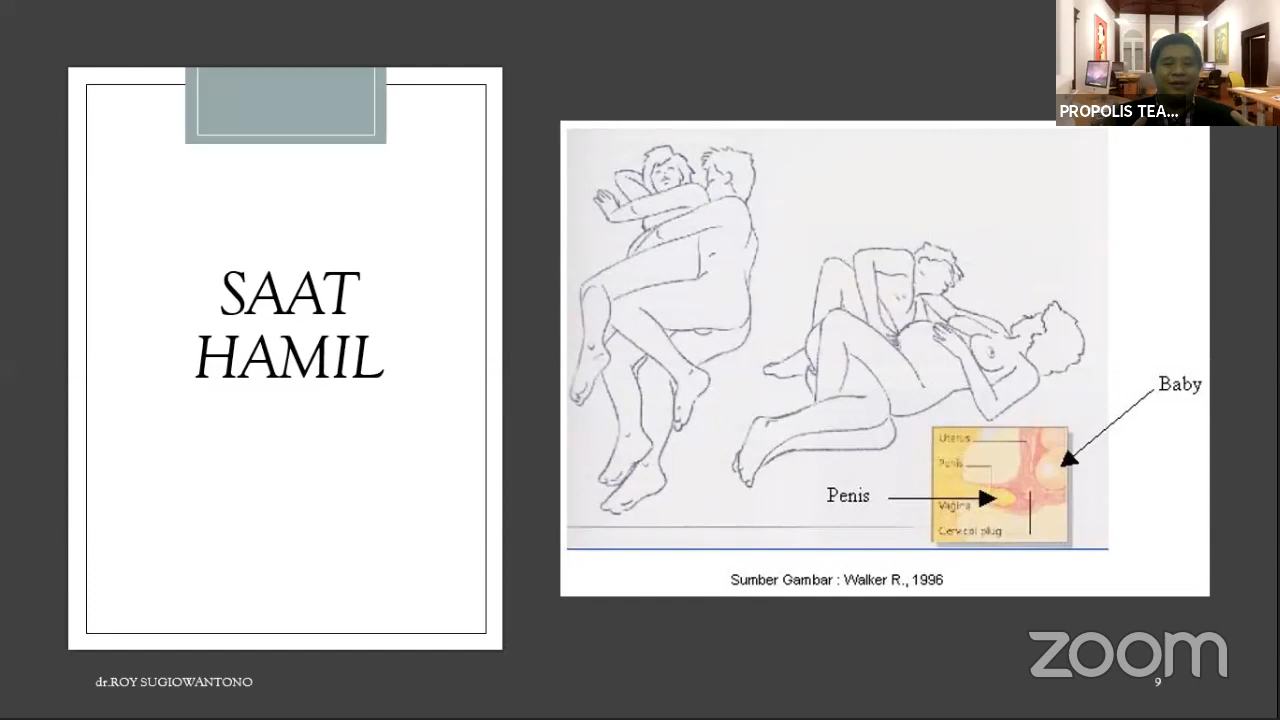 PROPOLIS TEA...
SAAT
HAMIL
Baby
Uterus
Penis
Penis
Vagina
Cervical plug
Sumber Gambar : Walker R., 1996
zoom
dr.ROY SUGIOWANTONO
9